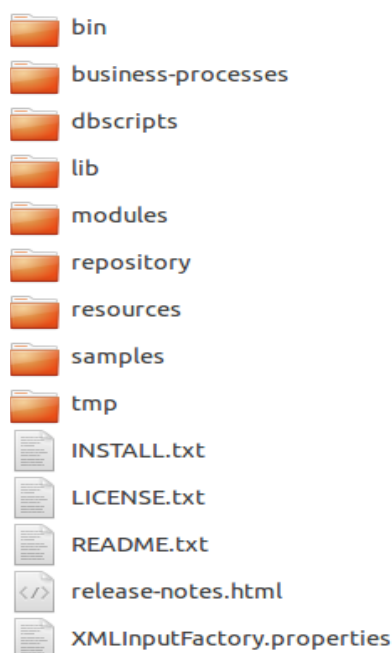 bin
business-processes
dbscripts
lib
modules
repository
resources
samples
tmp
INSTALL.txt
LICENSE.txt
README.txt
release-notes.html
XMLInputFactory.properties